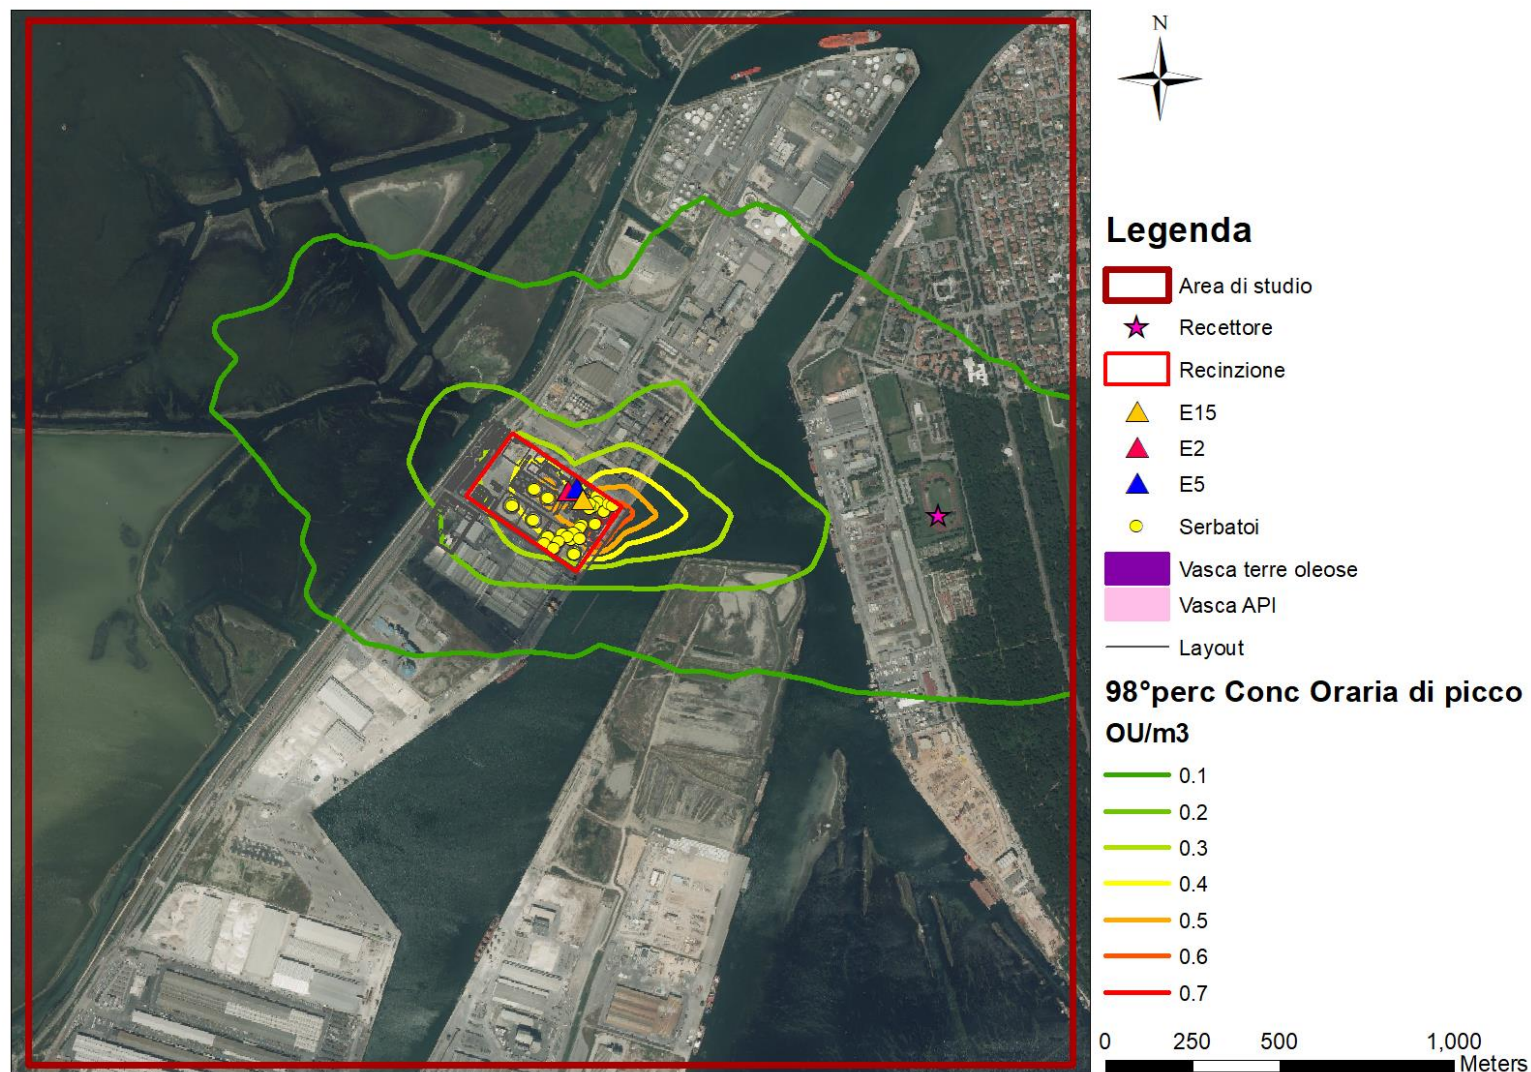 N
Legenda
Area di studio
Recettore
Recinzione
E15
E2
E5
Serbatoi
Vasca terre oleose
Vasca API
Layout
98°perc Conc Oraria di picco
OU/m3
0.1
0.2
0.3
0.4
0.5
0.6
0.7
0 250 500 1,000
Meters